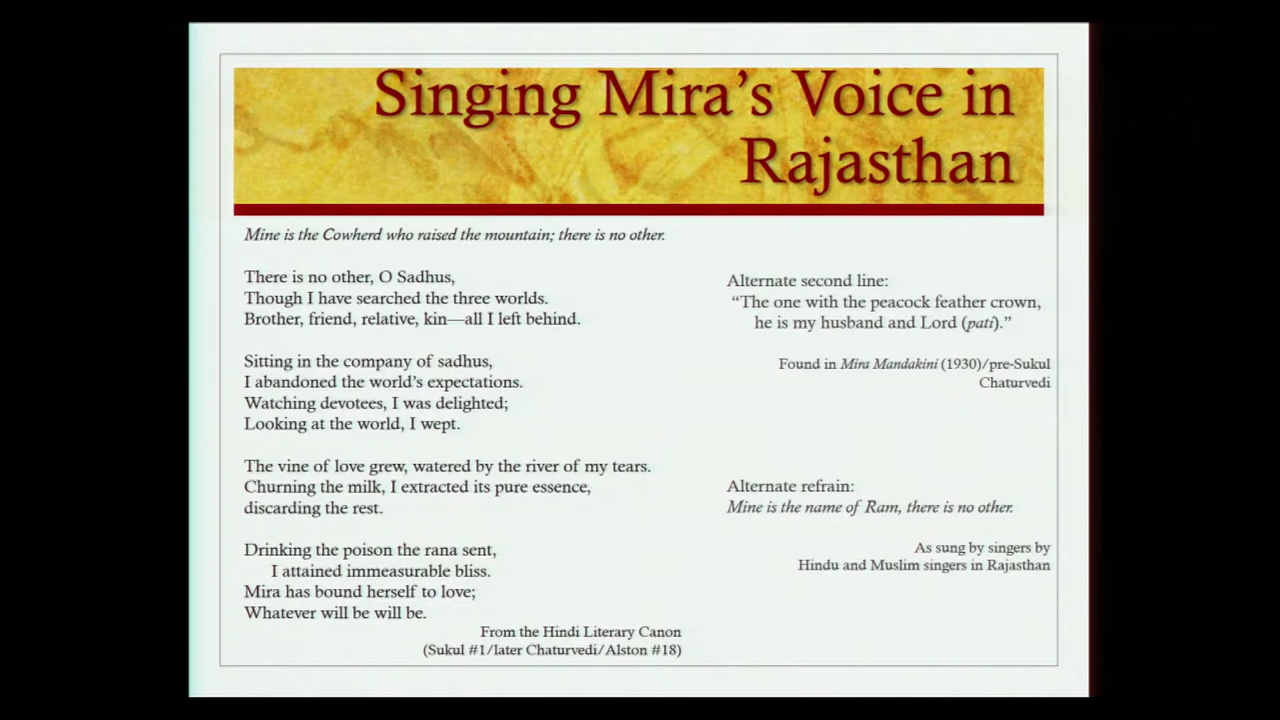 Singing Mira's Voice in
Rajasthan
Mine is the Cowherd who raised the mountain; there is no other.
There is no other, O Sadhus,
Though I have searched the three worlds.
Brother, friend, relative, kin—all I left behind.
Sitting in the company of sadhus,
I abandoned the world's expectations.
Watching devotees, I was delighted;
Looking at the world, I wept.
The vine of love grew, watered by the river of my tears.
Churning the milk, I extracted its pure essence,
discarding the rest.
Drinking the poison the rana sent,
I attained immeasurable bliss.
Mira has bound herself to love;
Whatever will be will be.
From the Hindi Literary Canon
(Sukul #1/later Chaturvedi/Alston #18)
Alternate second line:
“The one with the peacock feather crown,
he is my husband and Lord (pati).”
Found in Mira Mandakini (1930)/pre-Sukul
Chaturvedi
Alternate refrain:
Mine is the name of Ram, there is no other.
As sung by singers by
Hindu and Muslim singers in Rajasthan